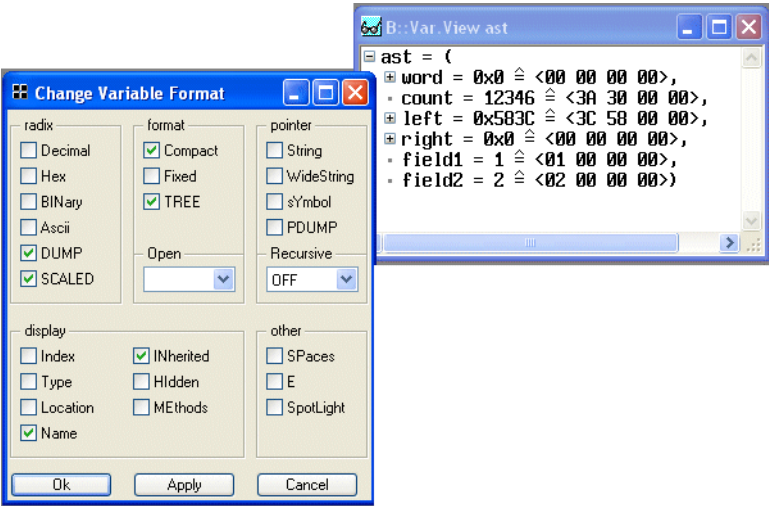 B::Var.View ast
ast = (
word = 0x0 ≙ <00 00 00 00>,
count = 12346 ≙ <3A 30 00 00>,
left = 0x583C ≙ <3C 58 00 00>,
right = 0x0 ≙ <00 00 00 00>,
field1 = 1 ≙ <01 00 00 00>,
field2 = 2 ≙ <02 00 00 00>)
Change Variable Format
radix
Decimal
Hex
BINary
Ascii
DUMP
SCALED
format
Compact
Fixed
TREE
Open
pointer
String
WideString
sYmbol
PDUMP
Recursive
OFF
display
Index
Type
Location
Name
INherited
HIdden
MEthods
other
SPaces
E
SpotLight
Ok
Apply
Cancel